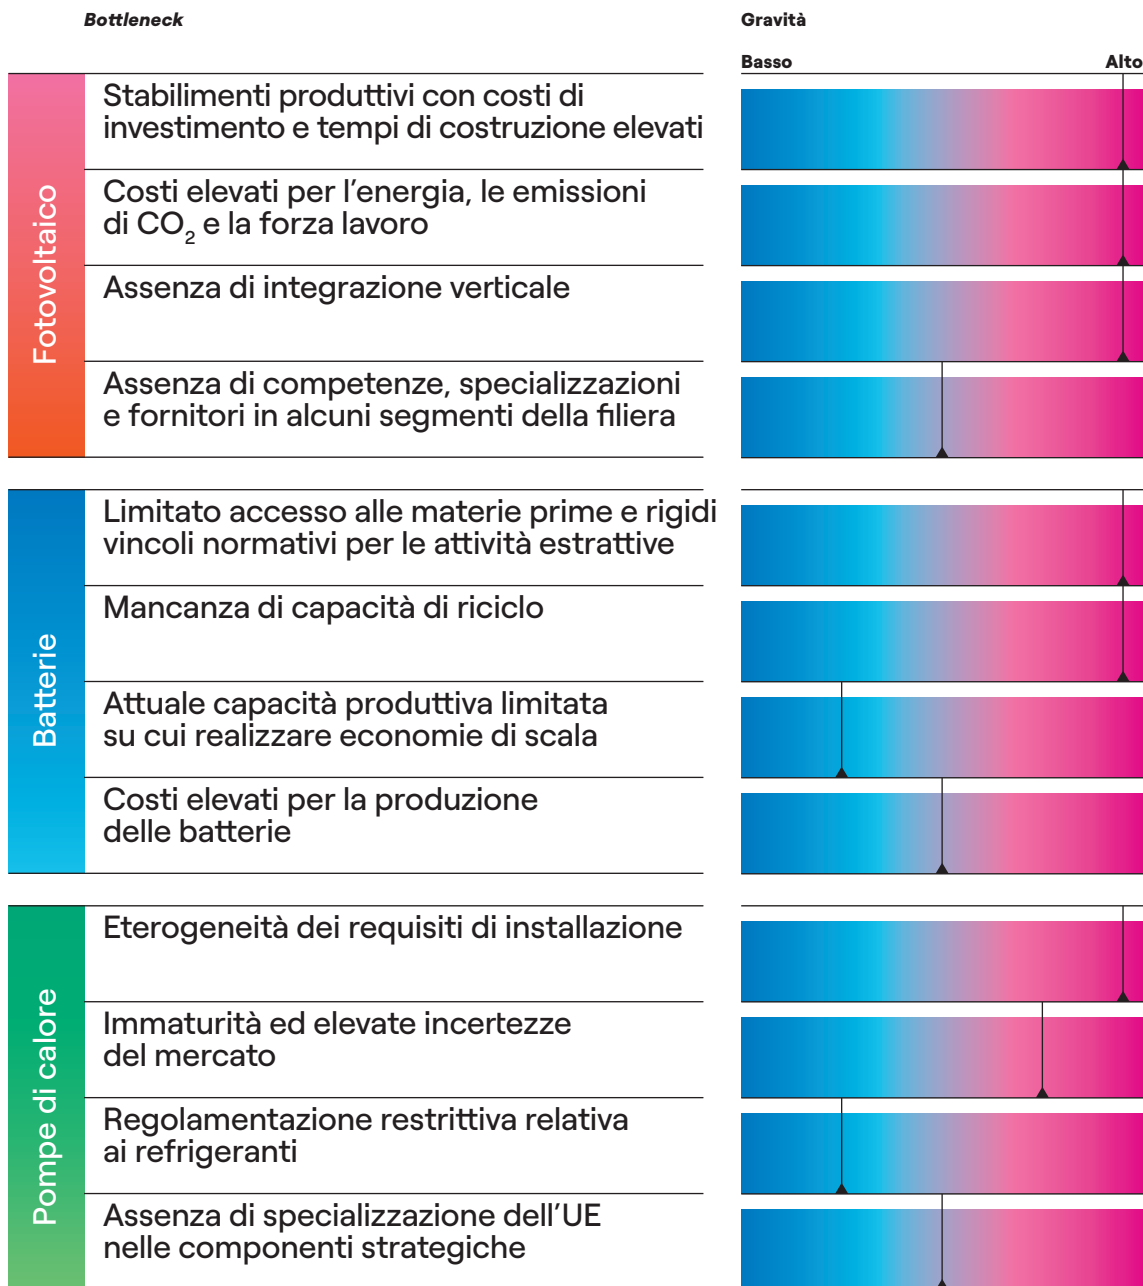 Bottleneck
Gravità
Basso
Alto
Fotovoltaico
Stabilimenti produttivi con costi di
investimento e tempi di costruzione elevati
Costi elevati per l'energia, le emissioni
di CO₂ e la forza lavoro
Assenza di integrazione verticale
Assenza di competenze, specializzazioni
e fornitori in alcuni segmenti della filiera
Batterie
Limitato accesso alle materie prime e rigidi
vincoli normativi per le attività estrattive
Mancanza di capacità di riciclo
Attuale capacità produttiva limitata
su cui realizzare economie di scala
Costi elevati per la produzione
delle batterie
Pompe di calore
Eterogeneità dei requisiti di installazione
Immaturità ed elevate incertezze
del mercato
Regolamentazione restrittiva relativa
ai refrigeranti
Assenza di specializzazione dell'UE
nelle componenti strategiche